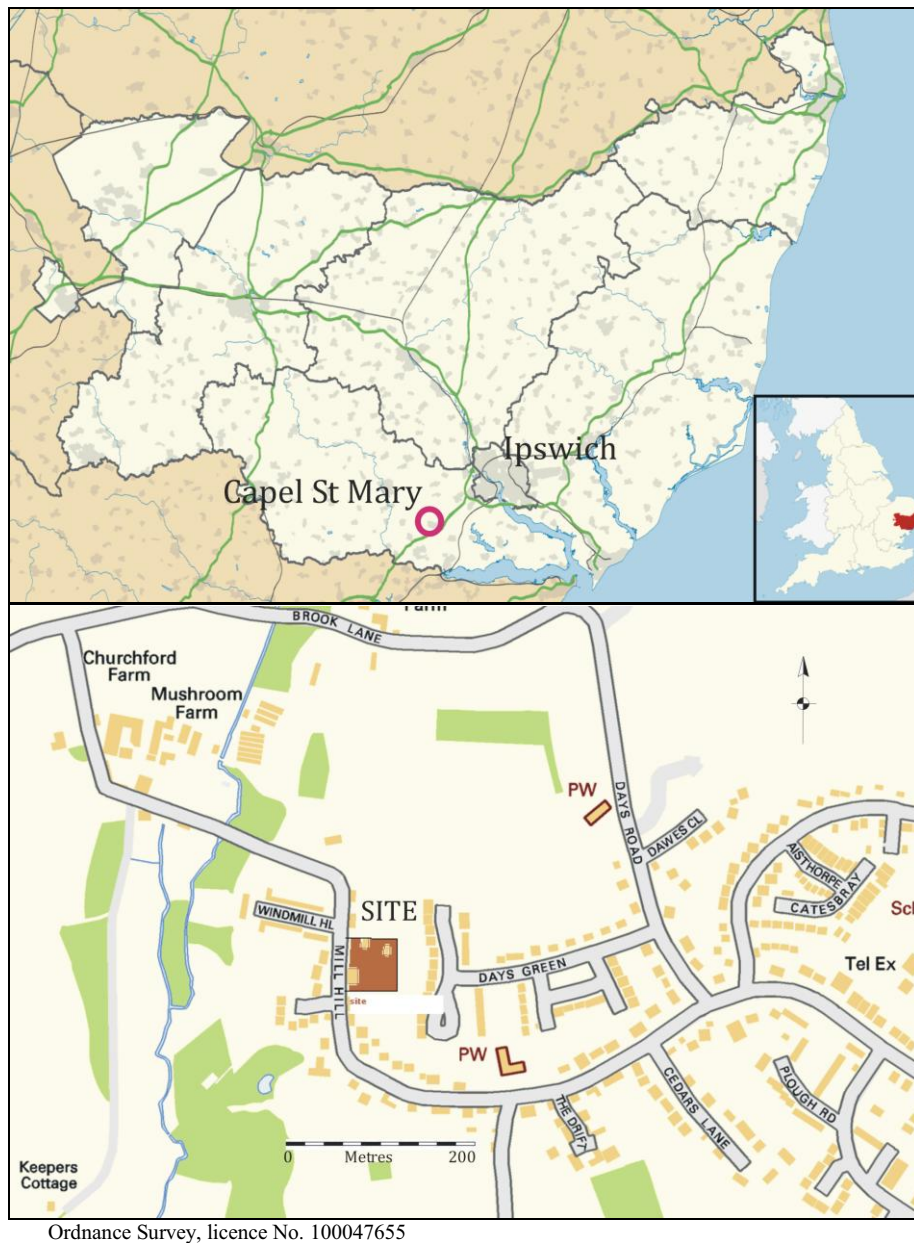 Ipswich
Capel St Mary
BROOK LANE
Churchford
Farm
Mushroom
Farm
PW
DAYS ROAD
DAWES CL
AISTHORPE
CATESBRAY
WINDMILL HL
SITE
MILL HILL
site
DAYS GREEN
Tel Ex
PW
CEDARS LANE
PLOUGH RD
THE DRIFT
0 Metres 200
Keepers
Cottage
Ordnance Survey, licence No. 100047655